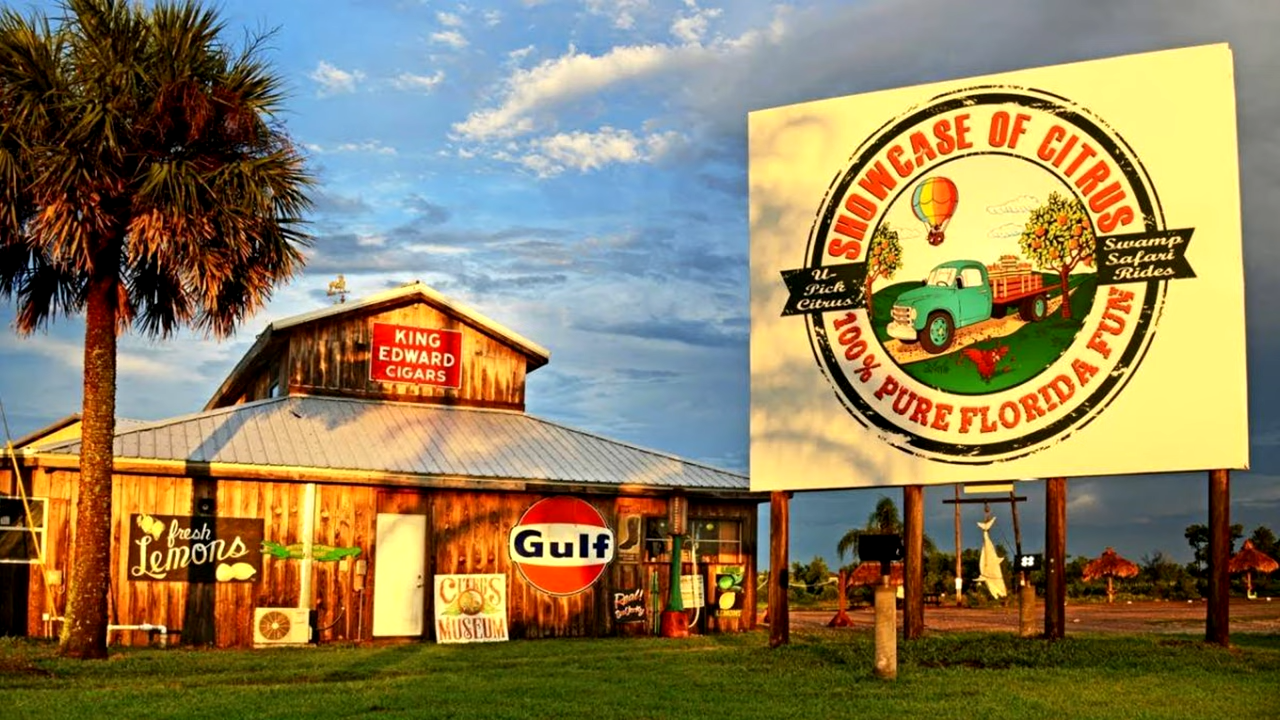 KING
EDWARD
CIGARS
fresh
Lemons
Gulf
CITRUS
MUSEUM
LEMONS
SHOWCASE OF CITRUS
U-
Pick
Citrus
Swamp
Safari
Rides
100% PURE FLORIDA FUN